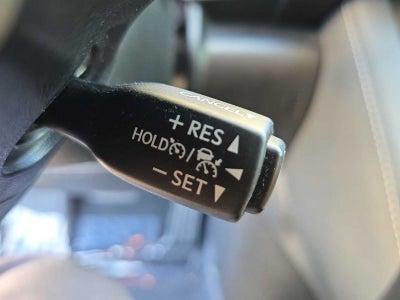 CANCEL
+ RES ▲
HOLD /
− SET ▼